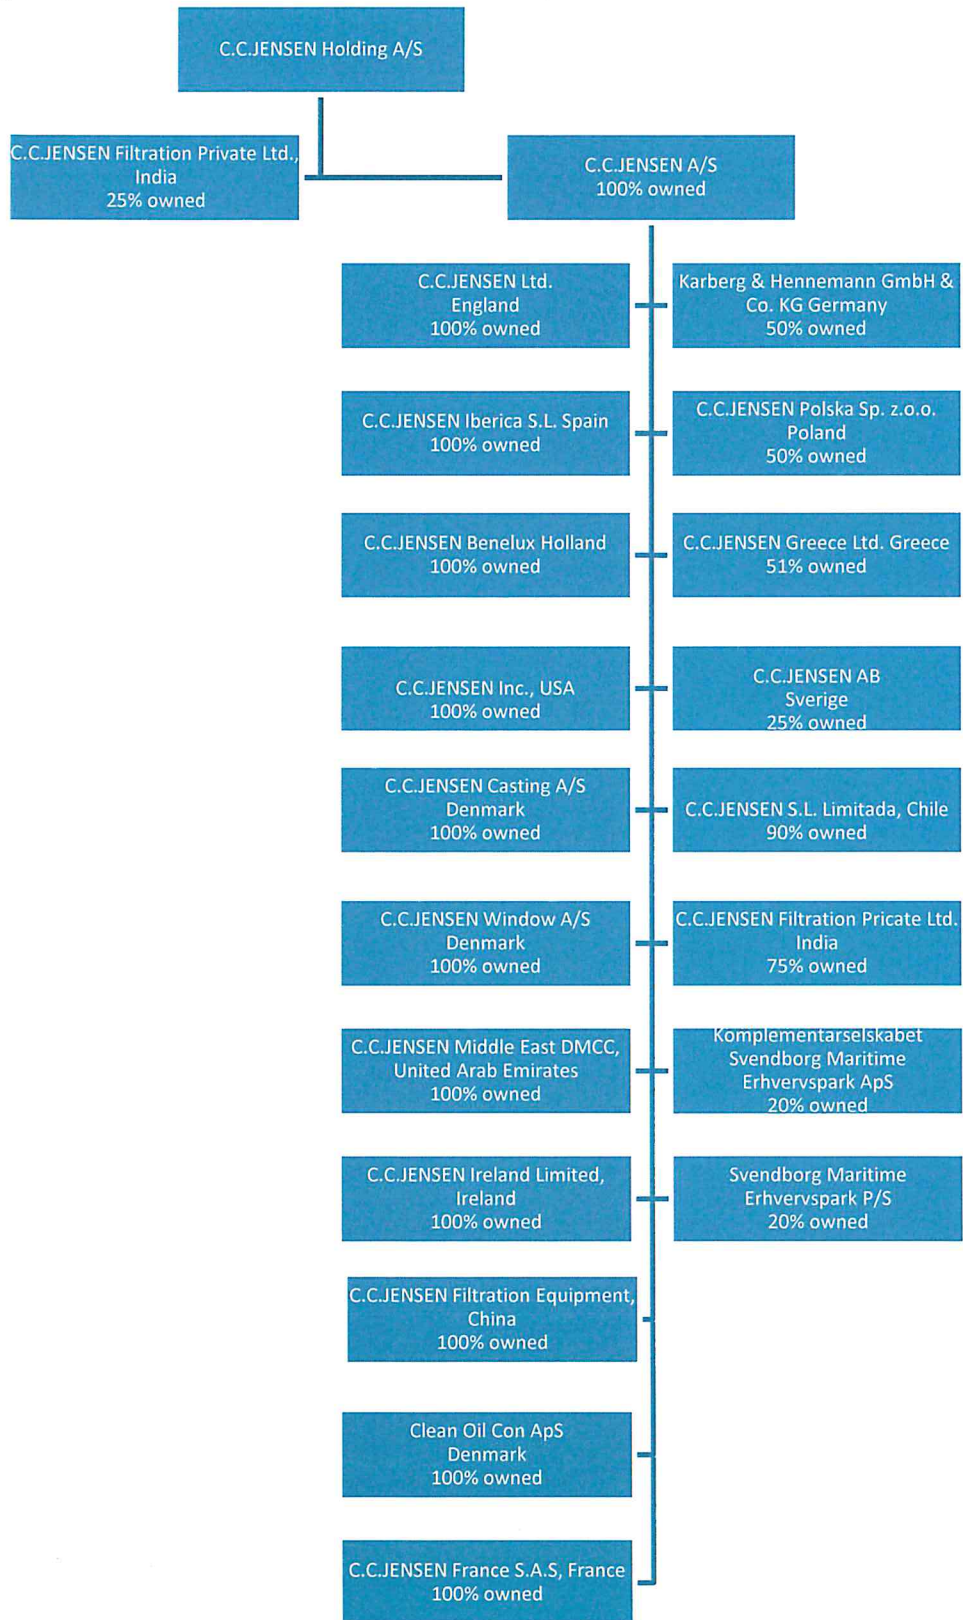 C.C.JENSEN Holding A/S
C.C.JENSEN Filtration Private Ltd.,
India
25% owned
C.C.JENSEN A/S
100% owned
C.C.JENSEN Ltd.
England
100% owned
Karberg & Hennemann GmbH &
Co. KG Germany
50% owned
C.C.JENSEN Iberica S.L. Spain
100% owned
C.C.JENSEN Polska Sp. z.o.o.
Poland
50% owned
C.C.JENSEN Benelux Holland
100% owned
C.C.JENSEN Greece Ltd. Greece
51% owned
C.C.JENSEN Inc., USA
100% owned
C.C.JENSEN AB
Sverige
25% owned
C.C.JENSEN Casting A/S
Denmark
100% owned
C.C.JENSEN S.L. Limitada, Chile
90% owned
C.C.JENSEN Window A/S
Denmark
100% owned
C.C.JENSEN Filtration Pricate Ltd.
India
75% owned
C.C.JENSEN Middle East DMCC,
United Arab Emirates
100% owned
Komplementarselskabet
Svendborg Maritime
Erhvervspark ApS
20% owned
C.C.JENSEN Ireland Limited,
Ireland
100% owned
Svendborg Maritime
Erhvervspark P/S
20% owned
C.C.JENSEN Filtration Equipment,
China
100% owned
Clean Oil Con ApS
Denmark
100% owned
C.C.JENSEN France S.A.S, France
100% owned